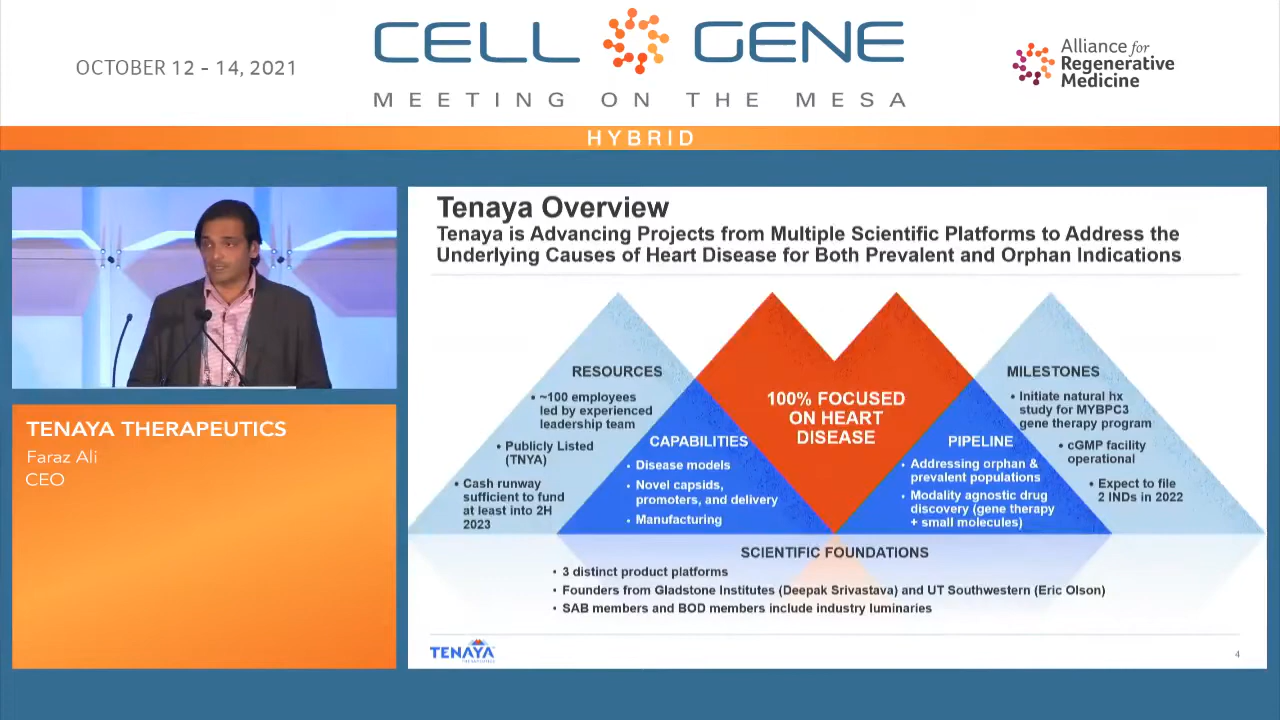 OCTOBER 12 - 14, 2021
CELL GENE
MEETING ON THE MESA
Alliance for
Regenerative
Medicine
HYBRID
TENAYA THERAPEUTICS
Faraz Ali
CEO
Tenaya Overview
Tenaya is Advancing Projects from Multiple Scientific Platforms to Address the
Underlying Causes of Heart Disease for Both Prevalent and Orphan Indications
RESOURCES
• ~100 employees
led by experienced
leadership team
• Publicly Listed
(TNYA)
• Cash runway
sufficient to fund
at least into 2H
2023
CAPABILITIES
• Disease models
• Novel capsids,
promoters, and delivery
• Manufacturing
100% FOCUSED
ON HEART
DISEASE
PIPELINE
• Addressing orphan &
prevalent populations
• Modality agnostic drug
discovery (gene therapy
+ small molecules)
MILESTONES
• Initiate natural hx
study for MYBPC3
gene therapy program
• cGMP facility
operational
• Expect to file
2 INDs in 2022
SCIENTIFIC FOUNDATIONS
• 3 distinct product platforms
• Founders from Gladstone Institutes (Deepak Srivastava) and UT Southwestern (Eric Olson)
• SAB members and BOD members include industry luminaries
TENAYA
THERAPEUTICS
4